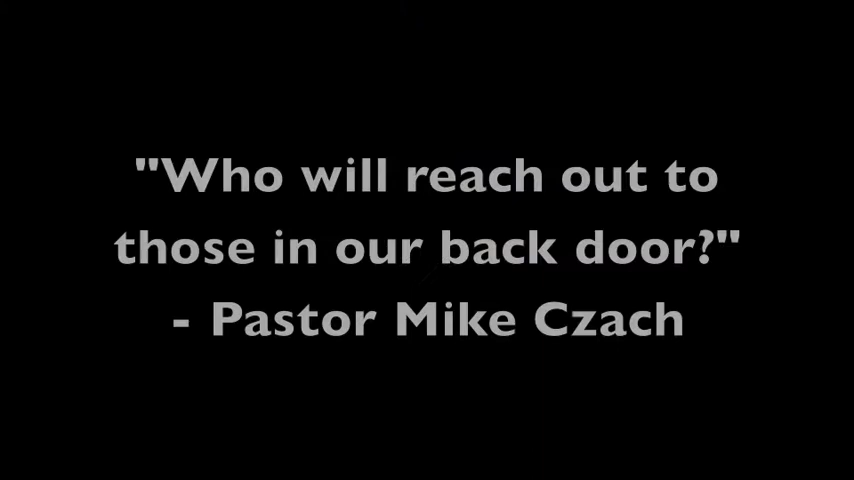 "Who will reach out to
those in our back door?"
- Pastor Mike Czach